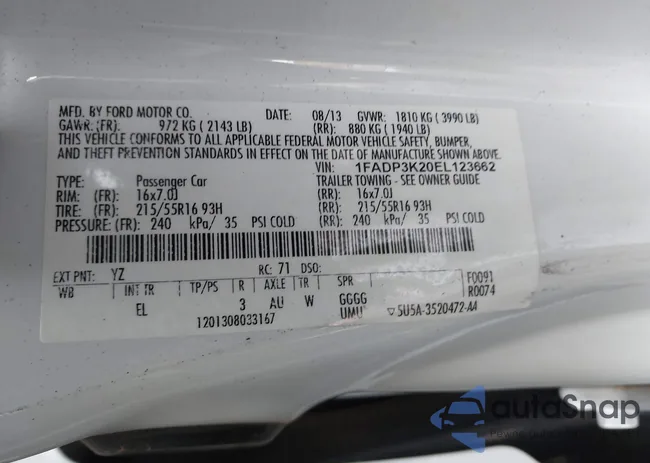 MFD. BY FORD MOTOR CO. DATE: 08/13 GVWR: 1810 KG ( 3990 LB)
GAWR: (FR): 972 KG ( 2143 LB) (RR): 880 KG ( 1940 LB)
THIS VEHICLE CONFORMS TO ALL APPLICABLE FEDERAL MOTOR VEHICLE SAFETY, BUMPER,
AND THEFT PREVENTION STANDARDS IN EFFECT ON THE DATE OF MANUFACTURE SHOWN ABOVE.
VIN: 1FADP3K20EL123662
TYPE: Passenger Car TRAILER TOWING - SEE OWNER GUIDE
RIM: (FR): 16x7.0J (RR): 16x7.0J
TIRE: (FR): 215/55R16 93H (RR): 215/55R16 93H
PRESSURE: (FR): 240 kPa/ 35 PSI COLD (RR): 240 kPa/ 35 PSI COLD
EXT PNT: YZ RC: 71 DSO: F0091
WB INT TR TP/PS R AXLE TR SPR R0074
EL 3 AU W GGGG
1201308033167 UMU ▽5U5A-3520472-AA
autoSnap